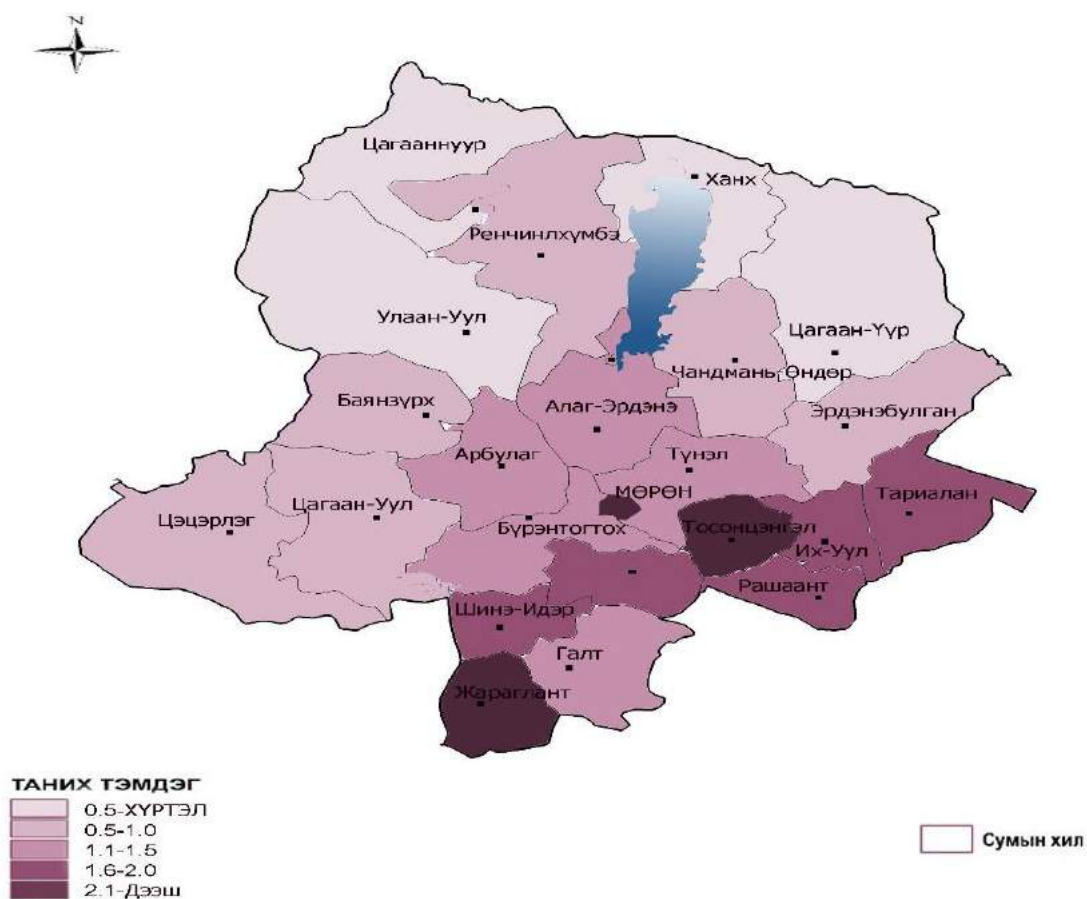 N
Цагааннуур
Ханх
Ренчинлхүмбэ
Улаан-Уул
Цагаан-Үүр
Чандмань-Өндөр
Баянзүрх
Алаг-Эрдэнэ
Эрдэнэбулган
Арбулаг
Түнэл
Цагаан-Уул
МӨРӨН
Тариалан
Цэцэрлэг
Бүрэнтогтох
Тосонцэнгэл
Их-Уул
Рашаант
Шинэ-Идэр
Галт
Жараглант
ТАНИХ ТЭМДЭГ
0.5-ХҮРТЭЛ
0.5-1.0
1.1-1.5
1.6-2.0
2.1-Дээш
Сумын хил